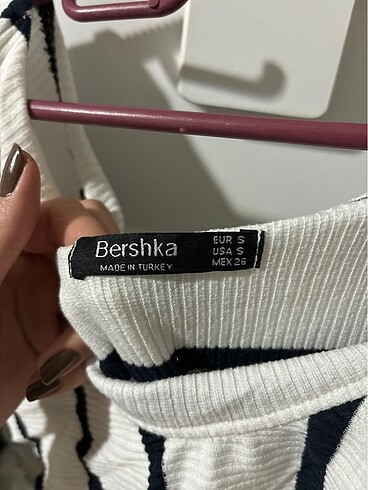 Bershka
MADE IN TURKEY
EUR S
USA S
MEX 26